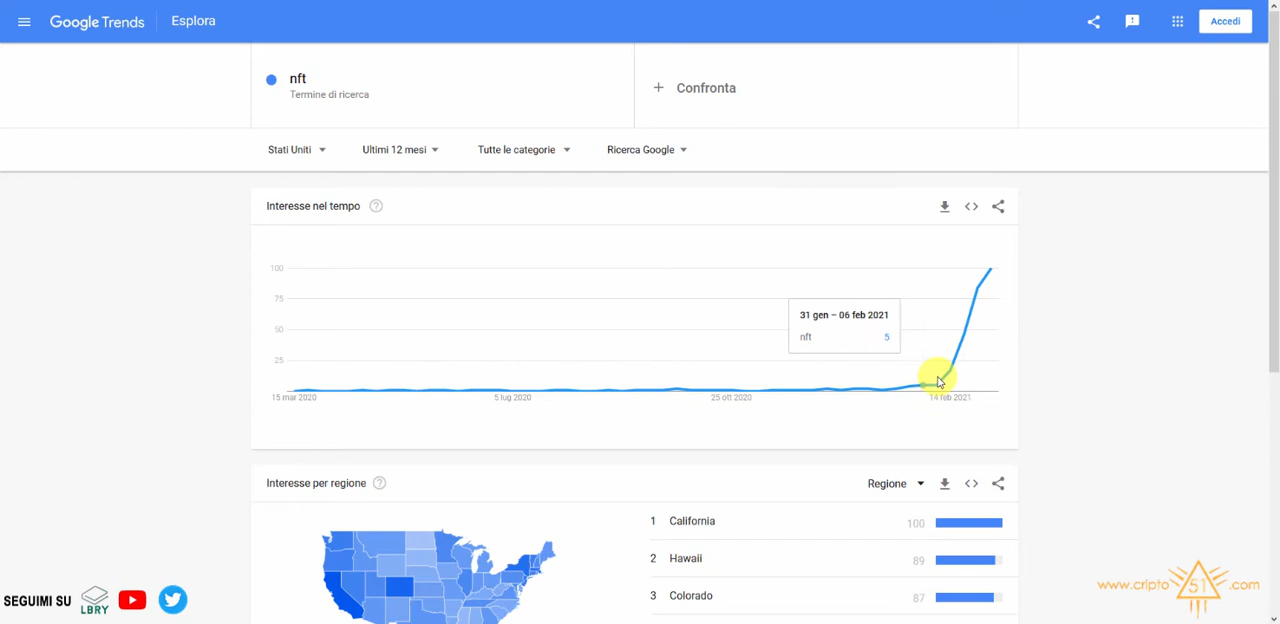 Google Trends Esplora Accedi
nft
Termine di ricerca
+ Confronta
Stati Uniti Ultimi 12 mesi Tutte le categorie Ricerca Google
Interesse nel tempo
100
75
50
25
31 gen – 06 feb 2021
nft 5
15 mar 2020 5 lug 2020 25 ott 2020 14 feb 2021
Interesse per regione Regione
1 California 100
2 Hawaii 89
3 Colorado 87
SEGUIMI SU LBRY
www.cripto51.com